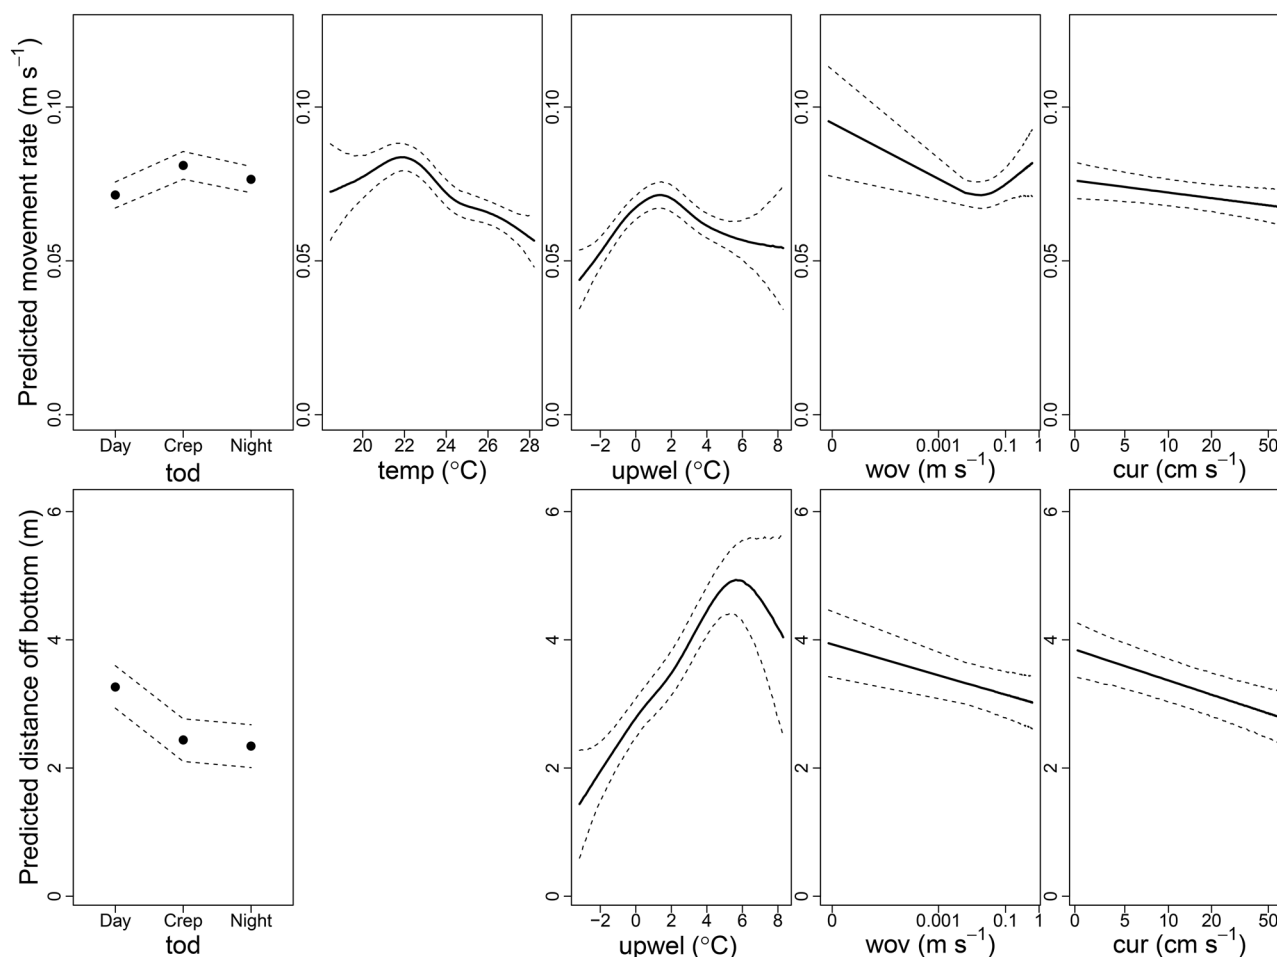 Predicted movement rate (m s⁻¹)
0.0 0.05 0.10
Day Crep Night
tod
0.0 0.05 0.10
20 22 24 26 28
temp (°C)
0.0 0.05 0.10
−2 0 2 4 6 8
upwel (°C)
0.0 0.05 0.10
0 0.001 0.1 1
wov (m s⁻¹)
0.0 0.05 0.10
0 5 10 20 50
cur (cm s⁻¹)
Predicted distance off bottom (m)
0 2 4 6
Day Crep Night
tod
0 2 4 6
−2 0 2 4 6 8
upwel (°C)
0 2 4 6
0 0.001 0.1 1
wov (m s⁻¹)
0 2 4 6
0 5 10 20 50
cur (cm s⁻¹)